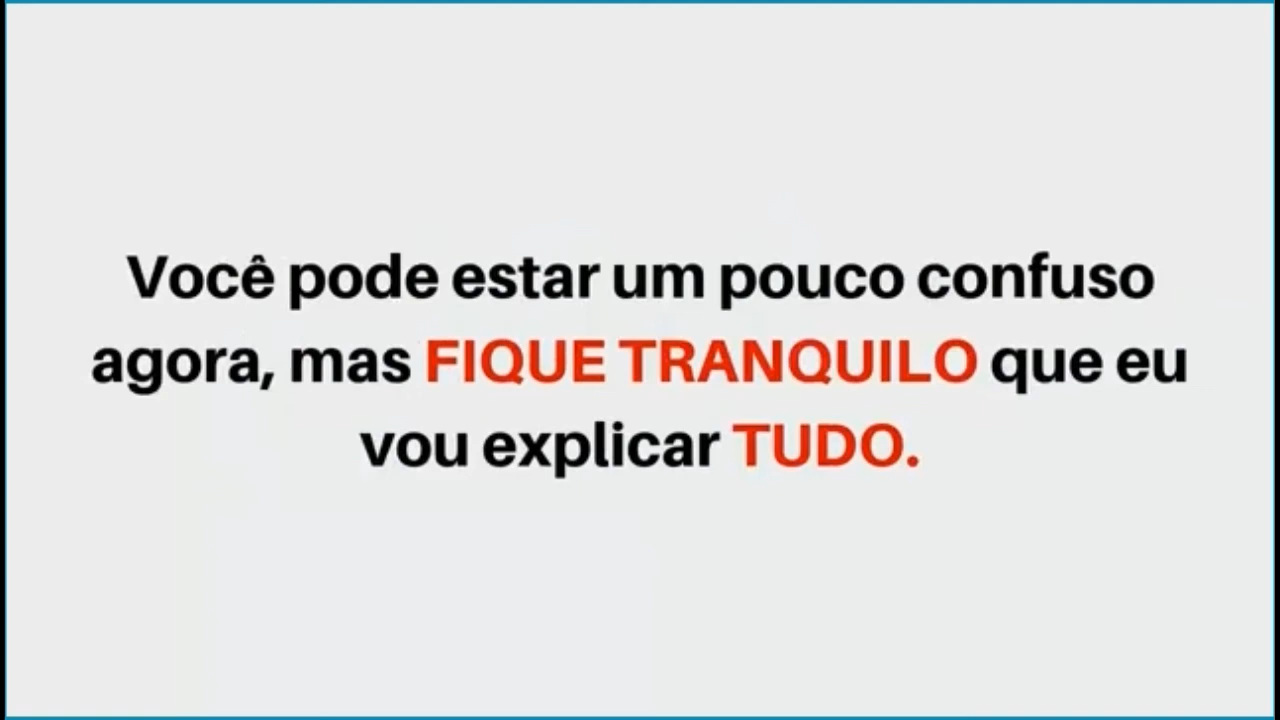 Você pode estar um pouco confuso
agora, mas FIQUE TRANQUILO que eu
vou explicar TUDO.